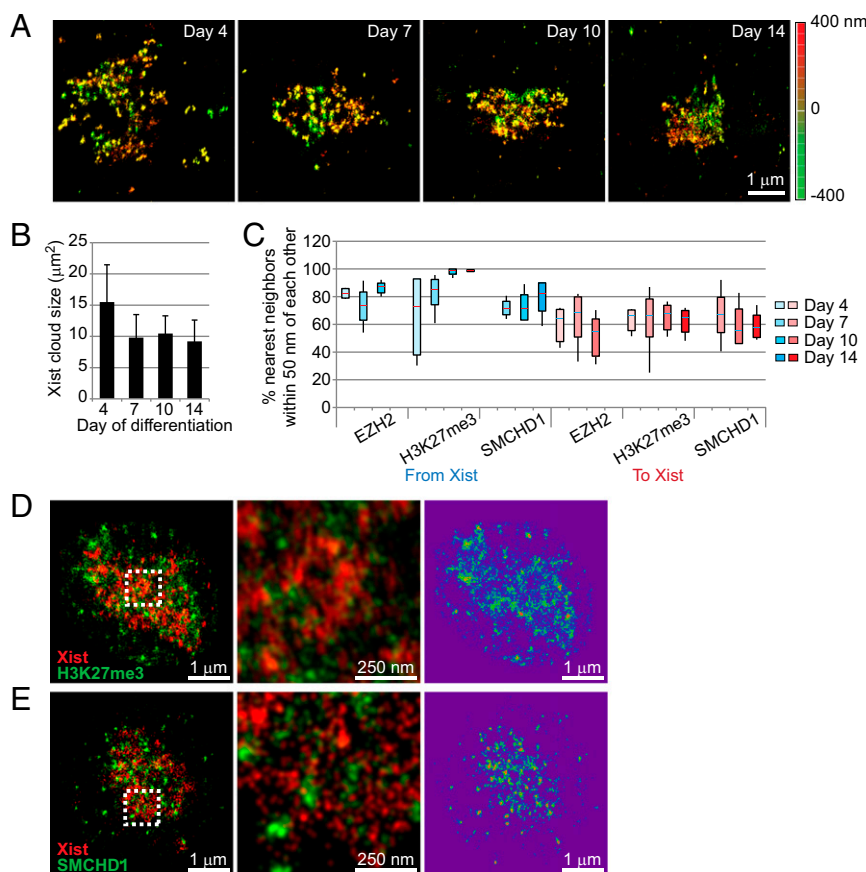 A
Day 4
Day 7
Day 10
Day 14
1 μm
400 nm
0
-400
B
Xist cloud size (μm²)
25
20
15
10
5
0
4 7 10 14
Day of differentiation
C
% nearest neighbors
within 50 nm of each other
120
100
80
60
40
20
0
EZH2
H3K27me3
SMCHD1
EZH2
H3K27me3
SMCHD1
From Xist
To Xist
Day 4
Day 7
Day 10
Day 14
D
Xist
H3K27me3
1 μm
250 nm
1 μm
E
Xist
SMCHD1
1 μm
250 nm
1 μm